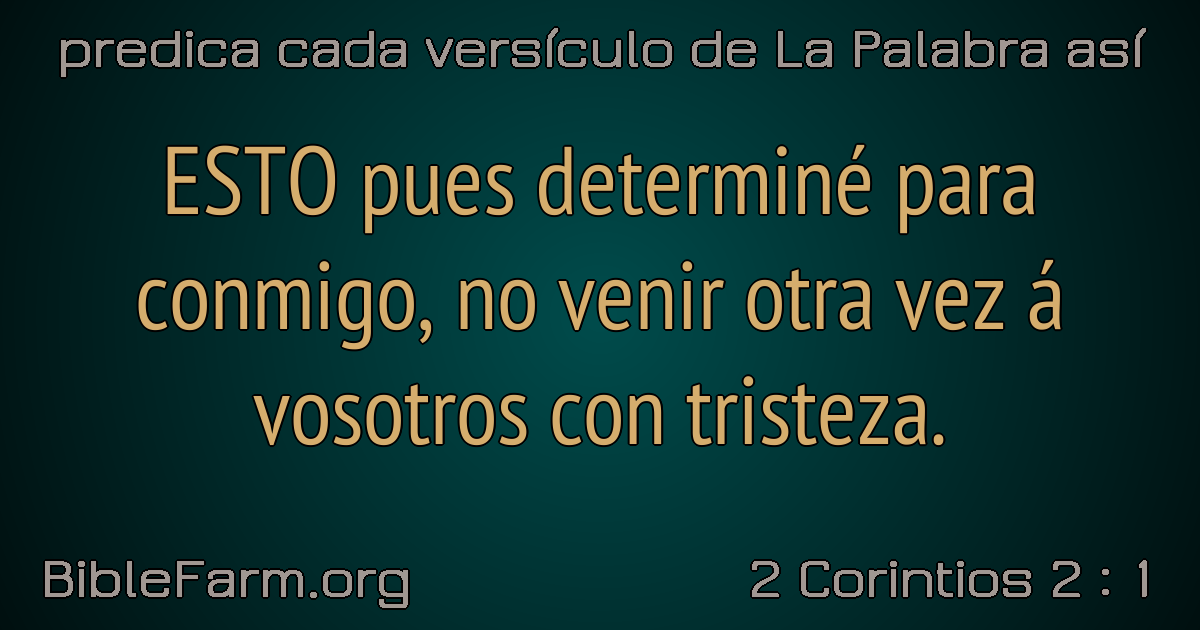 predica cada versículo de La Palabra así
ESTO pues determiné para
conmigo, no venir otra vez á
vosotros con tristeza.
BibleFarm.org
2 Corintios 2 : 1